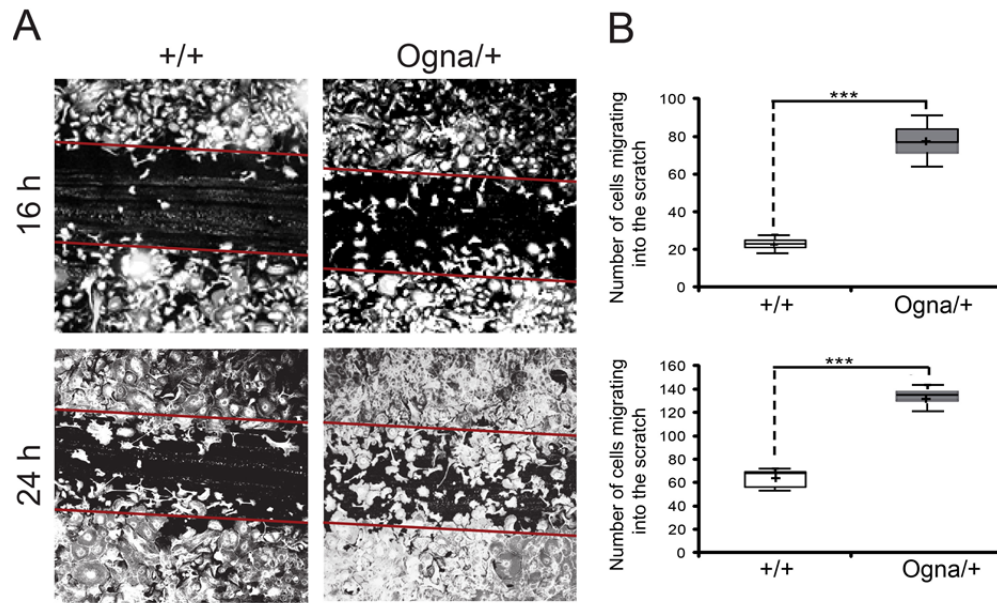 A
+/+ Ogna/+
16 h
24 h
B
***
Number of cells migrating
into the scratch
100
80
60
40
20
0
+/+ Ogna/+
***
Number of cells migrating
into the scratch
160
140
120
100
80
60
40
20
0
+/+ Ogna/+